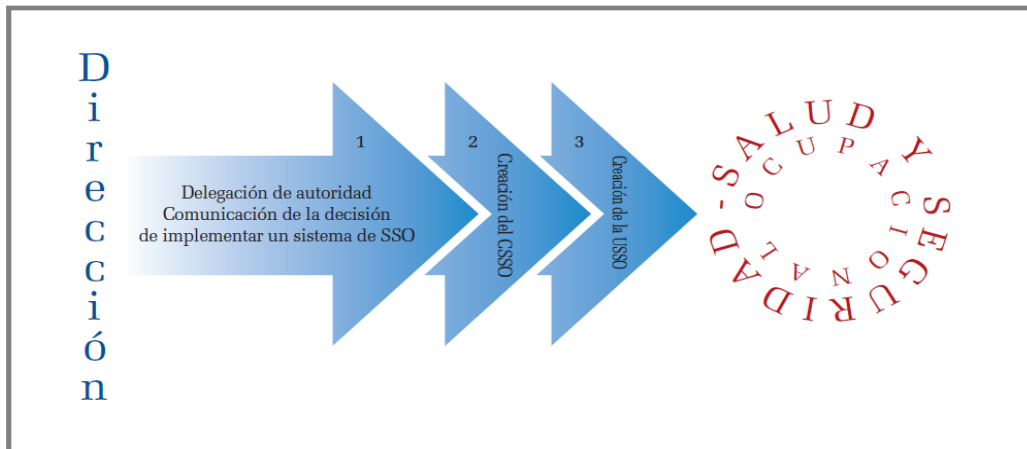 Dirección
1
Delegación de autoridad
Comunicación de la decisión
de implementar un sistema de SSO
2
Creación del CSSO
3
Creación de la USSO
SALUD Y SEGURIDAD-
OCUPACIONAL